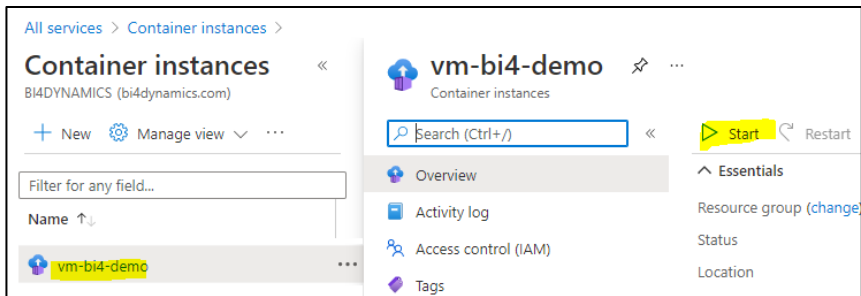 All services > Container instances >
Container instances «
BI4DYNAMICS (bi4dynamics.com)
+ New Manage view ...
Filter for any field...
Name ↑↓
vm-bi4-demo ...
vm-bi4-demo ...
Container instances
Search (Ctrl+/) «
Overview
Activity log
Access control (IAM)
Tags
Start Restart
Essentials
Resource group (change)
Status
Location